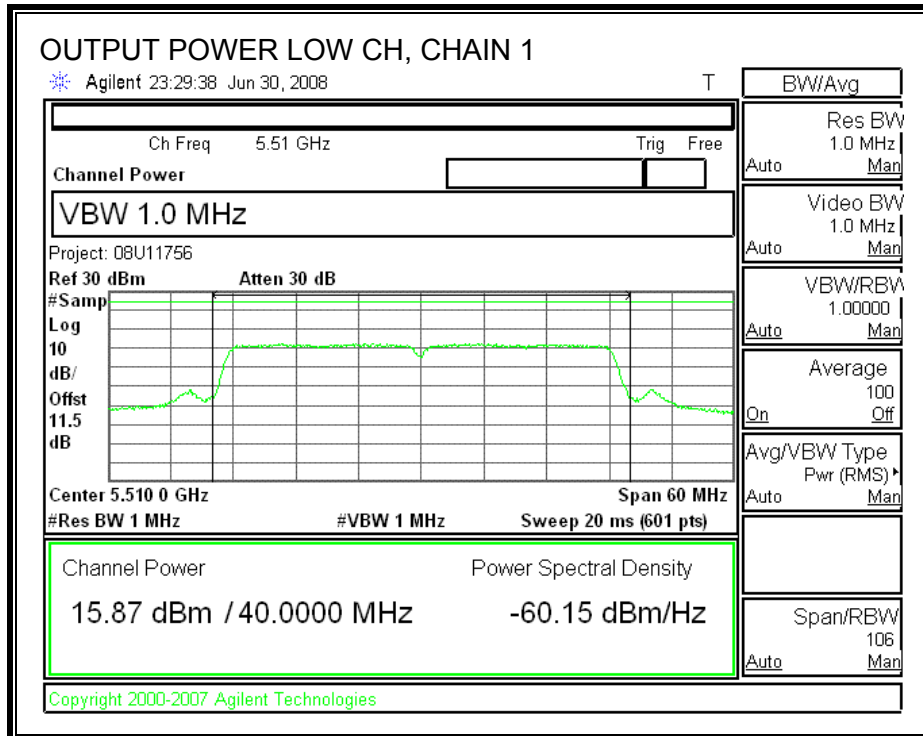 OUTPUT POWER LOW CH, CHAIN 1
Agilent 23:29:38 Jun 30, 2008 T
Ch Freq 5.51 GHz Trig Free
Channel Power
VBW 1.0 MHz
Project: 08U11756
Ref 30 dBm Atten 30 dB
#Samp
Log
10
dB/
Offst
11.5
dB
Center 5.510 0 GHz Span 60 MHz
#Res BW 1 MHz #VBW 1 MHz Sweep 20 ms (601 pts)
Channel Power Power Spectral Density
15.87 dBm / 40.0000 MHz -60.15 dBm/Hz
Copyright 2000-2007 Agilent Technologies
BW/Avg
Res BW
1.0 MHz
Auto Man
Video BW
1.0 MHz
Auto Man
VBW/RBW
1.00000
Auto Man
Average
100
On Off
Avg/VBW Type
Pwr (RMS)
Auto Man
Span/RBW
106
Auto Man